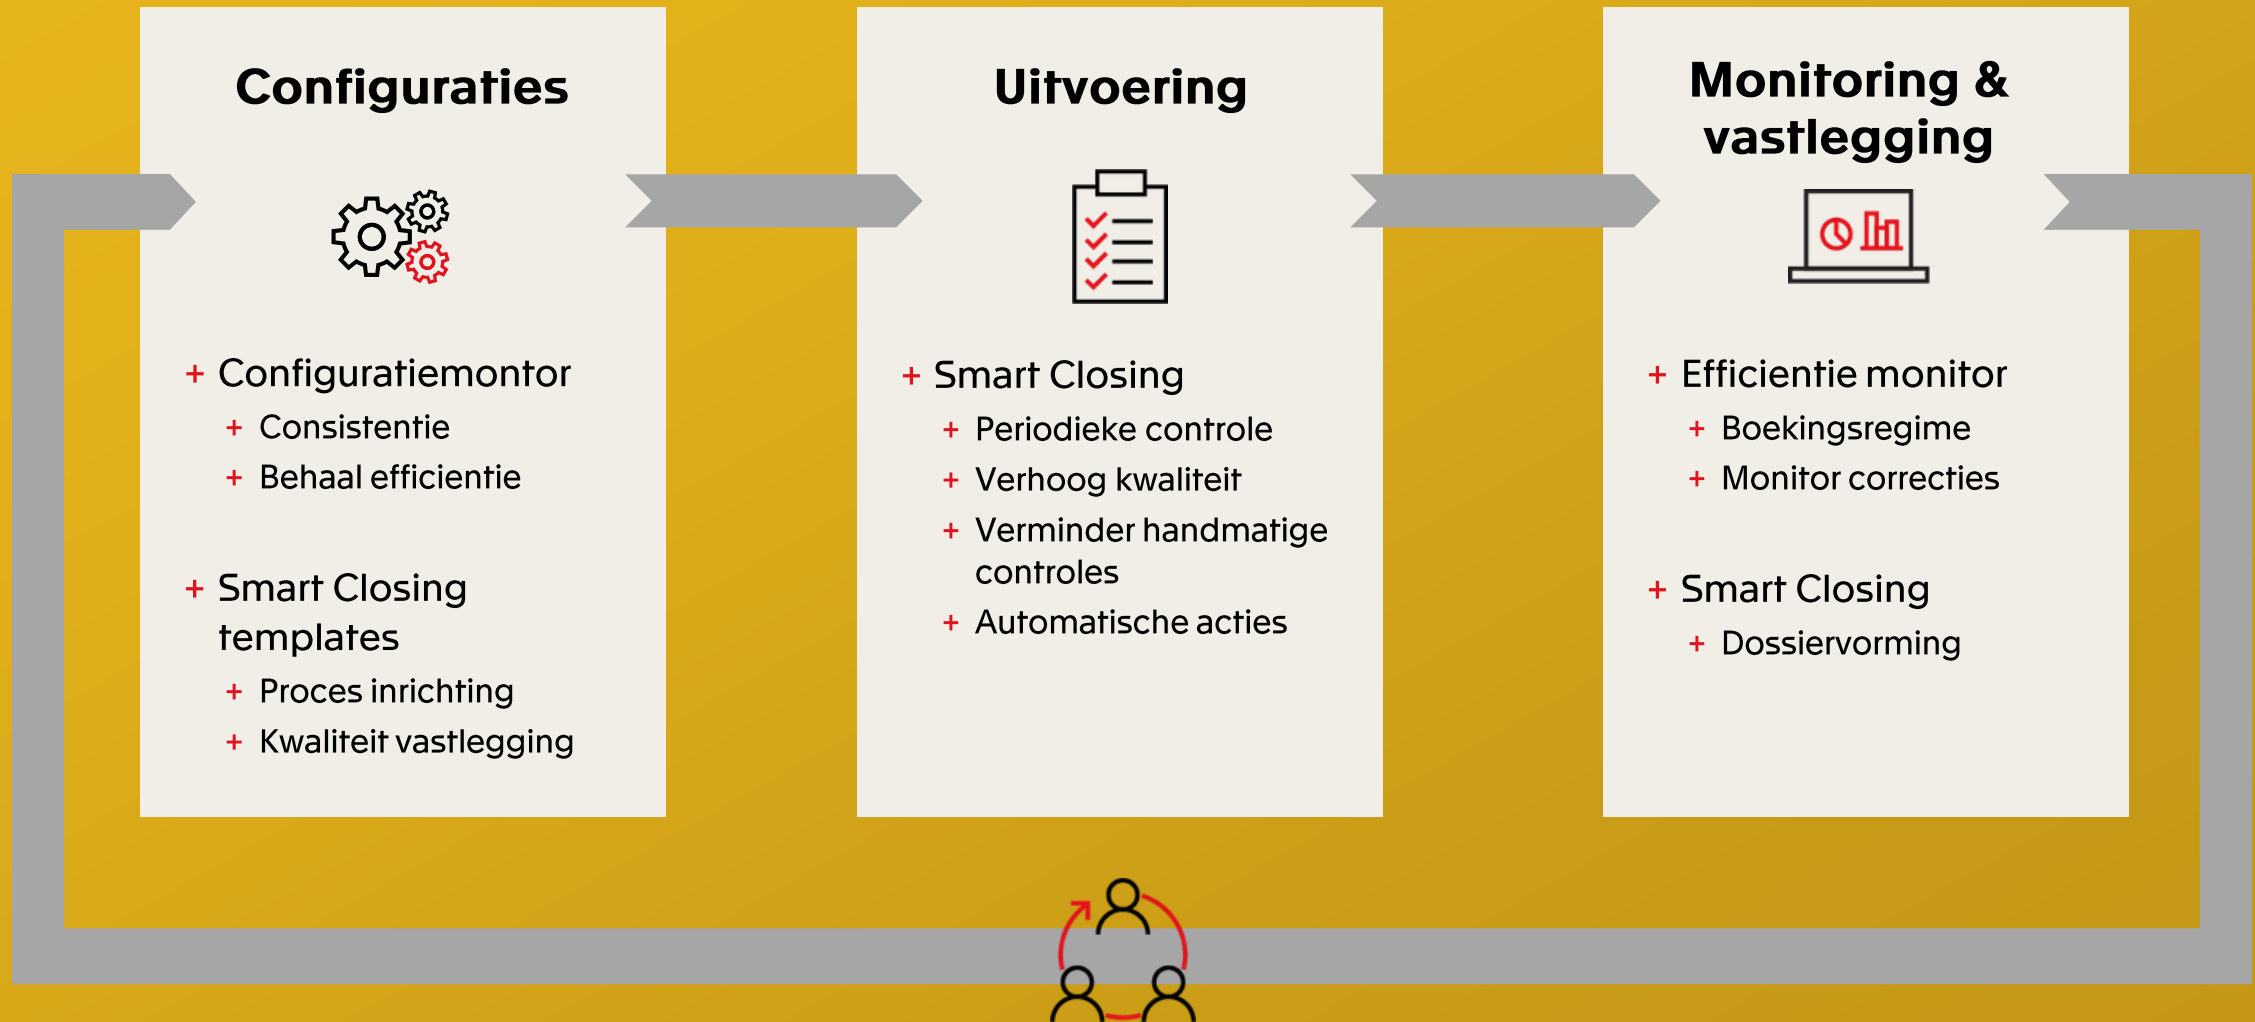 Configuraties
+ Configuratiemontor
+ Consistentie
+ Behaal efficientie
+ Smart Closing
templates
+ Proces inrichting
+ Kwaliteit vastlegging
Uitvoering
+ Smart Closing
+ Periodieke controle
+ Verhoog kwaliteit
+ Verminder handmatige
controles
+ Automatische acties
Monitoring &
vastlegging
+ Efficientie monitor
+ Boekingsregime
+ Monitor correcties
+ Smart Closing
+ Dossiervorming